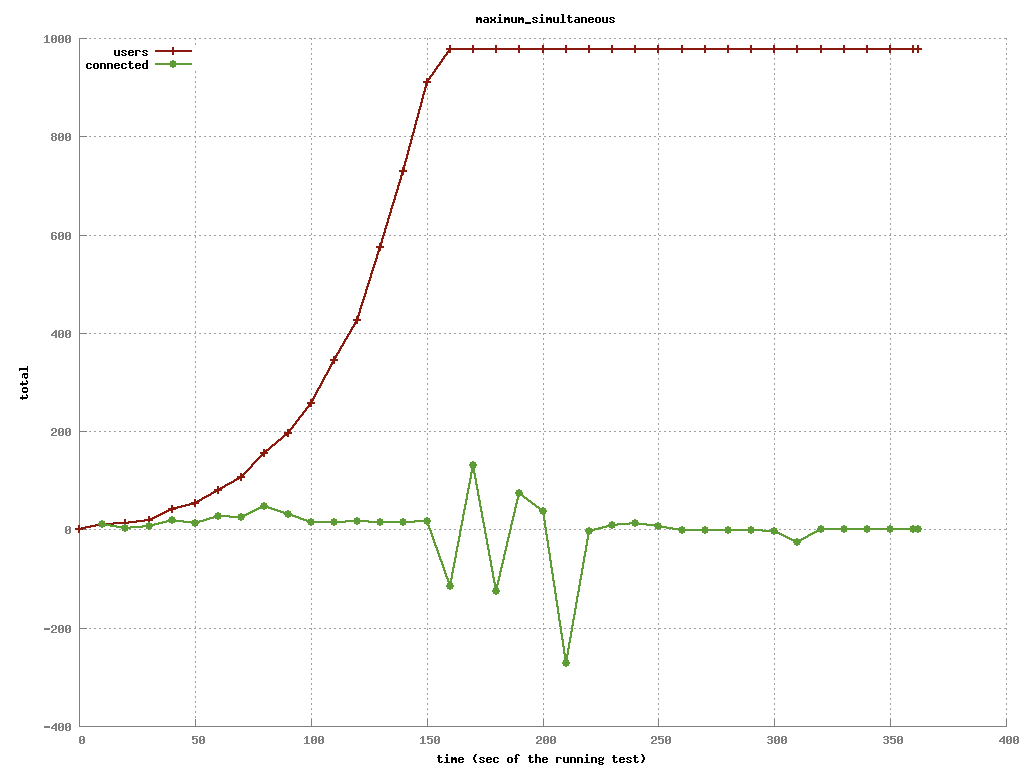 maximum_simultaneous
1000
users
connected
800
600
400
total
200
0
-200
-400
0 50 100 150 200 250 300 350 400
time (sec of the running test)